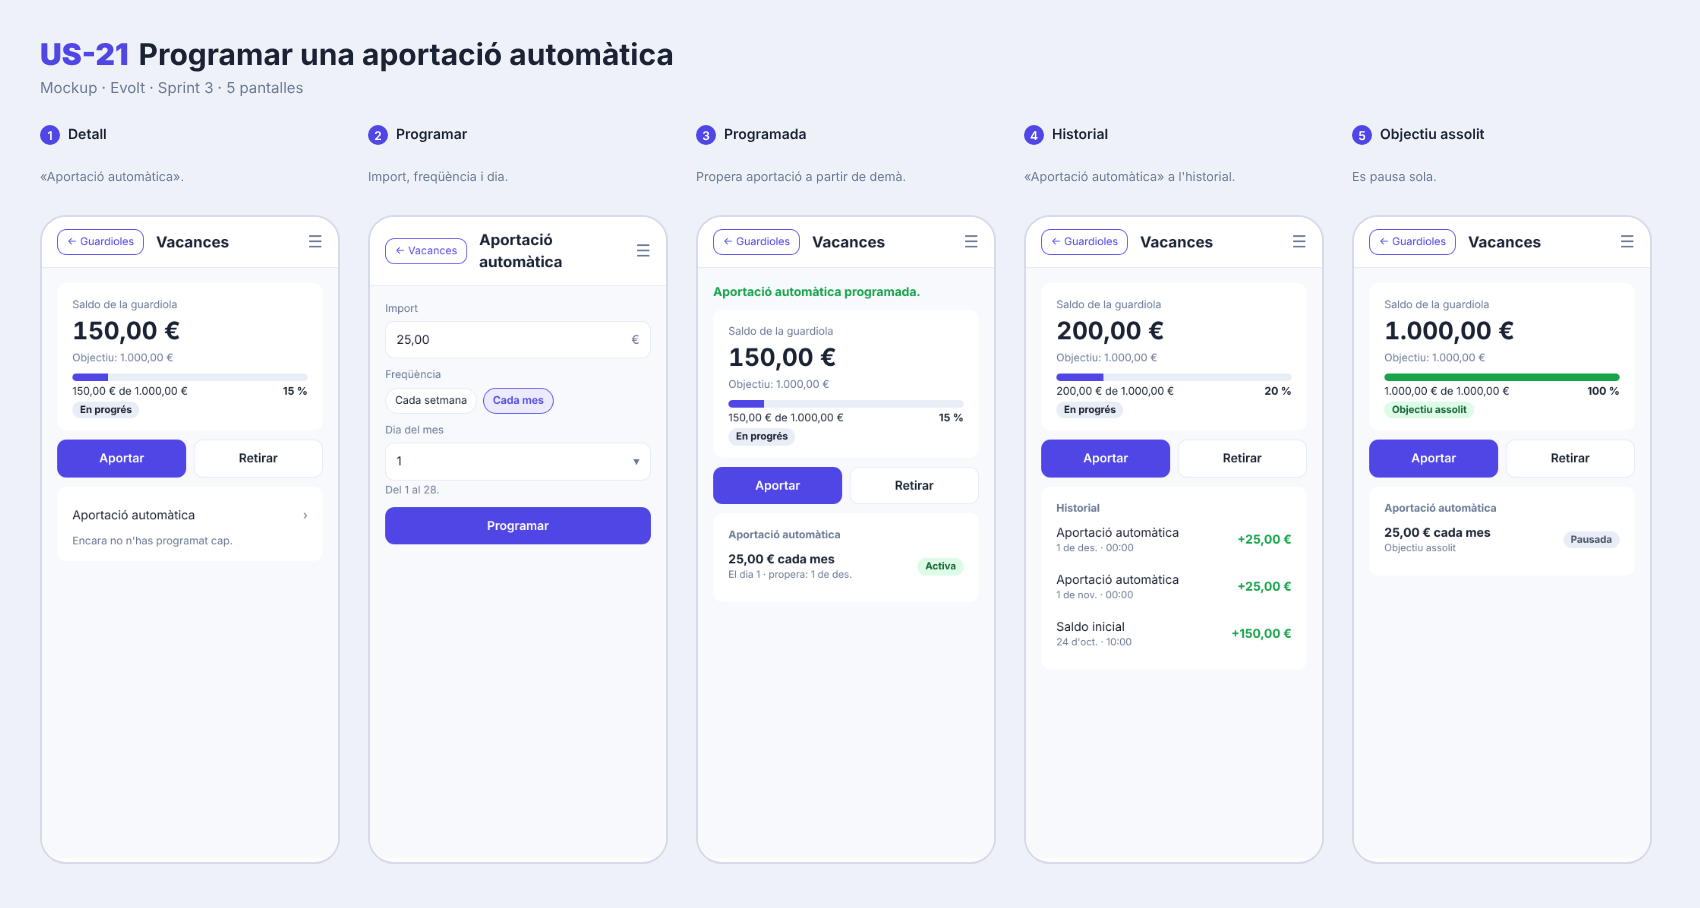 US-21 Programar una aportació automàtica
Mockup · Evolt · Sprint 3 · 5 pantalles
1 Detall
«Aportació automàtica».
← Guardioles Vacances ☰
Saldo de la guardiola
150,00 €
Objectiu: 1.000,00 €
150,00 € de 1.000,00 € 15 %
En progrés
Aportar Retirar
Aportació automàtica ›
Encara no n'has programat cap.
2 Programar
Import, freqüència i dia.
← Vacances Aportació automàtica ☰
Import
25,00 €
Freqüència
Cada setmana Cada mes
Dia del mes
1 ▾
Del 1 al 28.
Programar
3 Programada
Propera aportació a partir de demà.
← Guardioles Vacances ☰
Aportació automàtica programada.
Saldo de la guardiola
150,00 €
Objectiu: 1.000,00 €
150,00 € de 1.000,00 € 15 %
En progrés
Aportar Retirar
Aportació automàtica
25,00 € cada mes
El dia 1 · propera: 1 de des.
Activa
4 Historial
«Aportació automàtica» a l'historial.
← Guardioles Vacances ☰
Saldo de la guardiola
200,00 €
Objectiu: 1.000,00 €
200,00 € de 1.000,00 € 20 %
En progrés
Aportar Retirar
Historial
Aportació automàtica
1 de des. · 00:00
+25,00 €
Aportació automàtica
1 de nov. · 00:00
+25,00 €
Saldo inicial
24 d'oct. · 10:00
+150,00 €
5 Objectiu assolit
Es pausa sola.
← Guardioles Vacances ☰
Saldo de la guardiola
1.000,00 €
Objectiu: 1.000,00 €
1.000,00 € de 1.000,00 € 100 %
Objectiu assolit
Aportar Retirar
Aportació automàtica
25,00 € cada mes
Objectiu assolit
Pausada